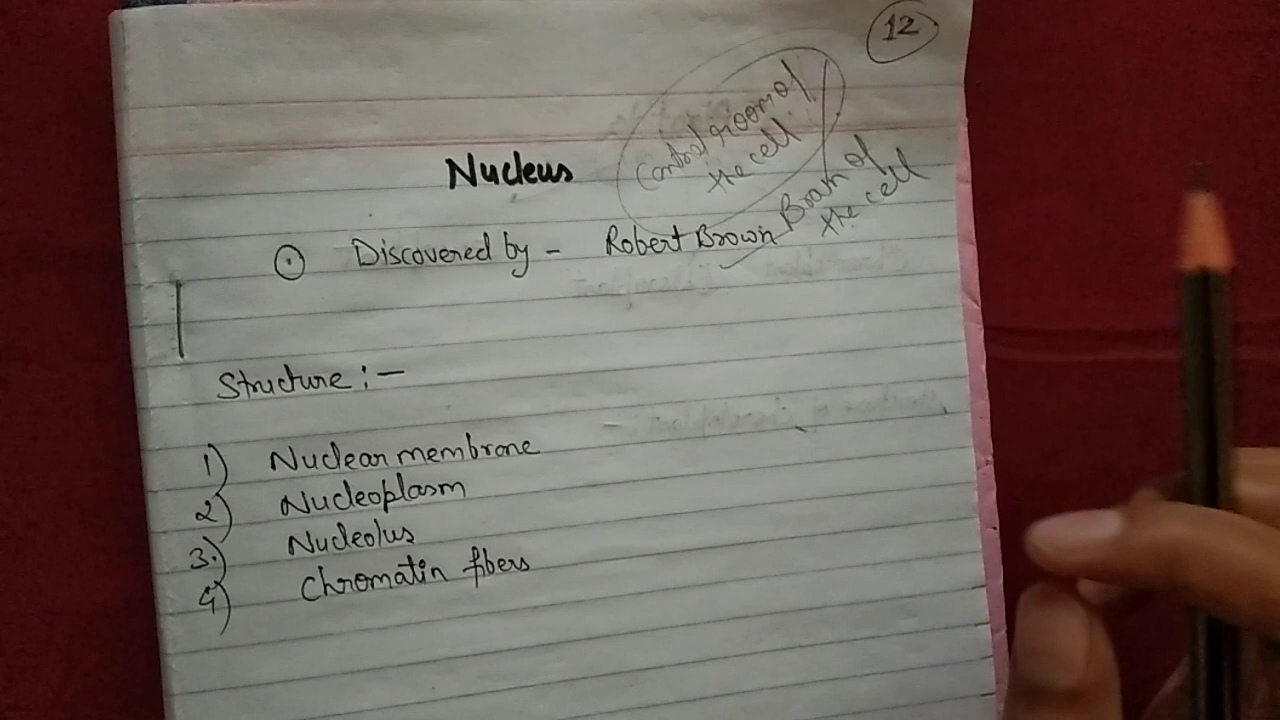 12
Control room of
the cell
Brain of
the cell
Nucleus
Discovered by - Robert Brown
Structure :-
1) Nuclear membrane
2) Nucleoplasm
3.) Nucleolus
4) Chromatin fibers